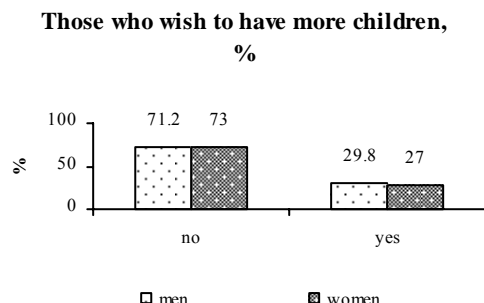 Those who wish to have more children,
%
71.2 73
29.8 27
100
50
0
%
no yes
men women